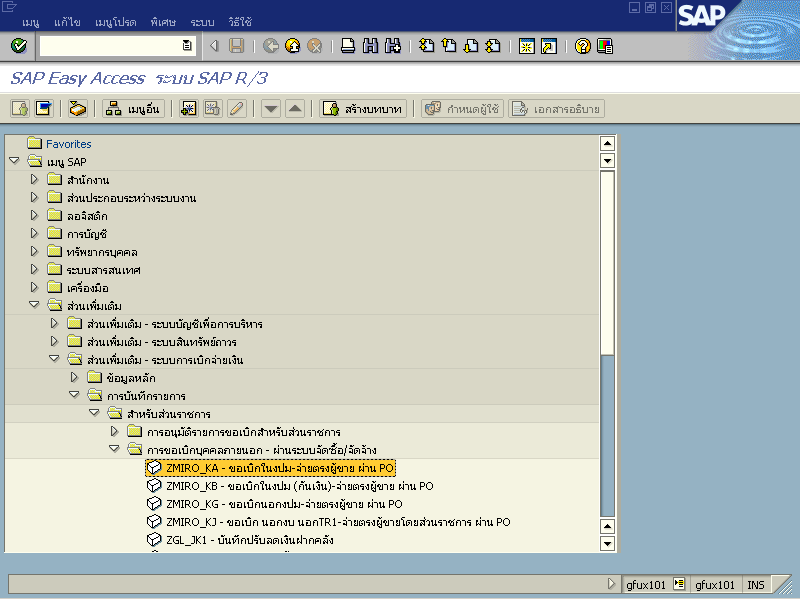 เมนู แก้ไข เมนูโปรด พิเศษ ระบบ วิธีใช้
SAP
SAP Easy Access ระบบ SAP R/3
เมนูอื่น สร้างบทบาท กำหนดผู้ใช้ เอกสารอธิบาย
Favorites
เมนู SAP
สำนักงาน
ส่วนประกอบระหว่างระบบงาน
ลอจิสติก
การบัญชี
ทรัพยากรบุคคล
ระบบสารสนเทศ
เครื่องมือ
ส่วนเพิ่มเติม
ส่วนเพิ่มเติม - ระบบบัญชีเพื่อการบริหาร
ส่วนเพิ่มเติม - ระบบสินทรัพย์ถาวร
ส่วนเพิ่มเติม - ระบบการเบิกจ่ายเงิน
ข้อมูลหลัก
การบันทึกรายการ
สำหรับส่วนราชการ
การอนุมัติรายการขอเบิกสำหรับส่วนราชการ
การขอเบิกบุคคลภายนอก - ผ่านระบบจัดซื้อ/จัดจ้าง
ZMIRO_KA - ขอเบิกในงปม-จ่ายตรงผู้ขาย ผ่าน PO
ZMIRO_KB - ขอเบิกในงปม (กันเงิน)-จ่ายตรงผู้ขาย ผ่าน PO
ZMIRO_KG - ขอเบิกนอกงปม-จ่ายตรงผู้ขาย ผ่าน PO
ZMIRO_KJ - ขอเบิก นอกงบ นอกTR1-จ่ายตรงผู้ขายโดยส่วนราชการ ผ่าน PO
ZGL_JK1 - บันทึกปรับลดเงินฝากคลัง
gfux101 gfux101 INS